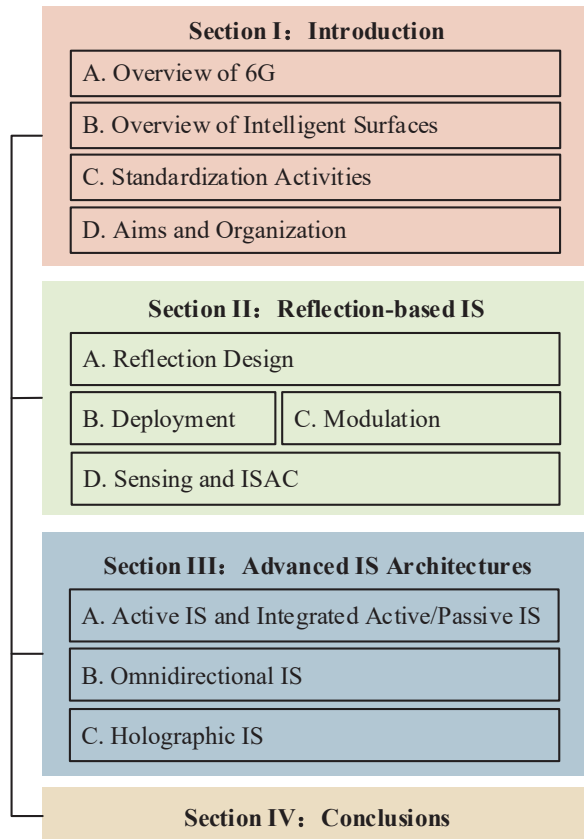 Section I：Introduction
A. Overview of 6G
B. Overview of Intelligent Surfaces
C. Standardization Activities
D. Aims and Organization
Section II：Reflection-based IS
A. Reflection Design
B. Deployment
C. Modulation
D. Sensing and ISAC
Section III：Advanced IS Architectures
A. Active IS and Integrated Active/Passive IS
B. Omnidirectional IS
C. Holographic IS
Section IV：Conclusions